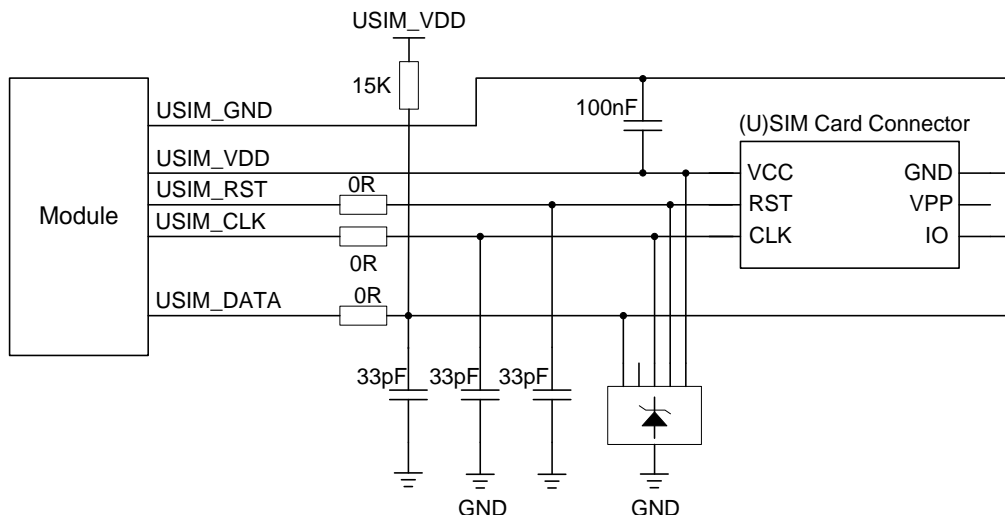 USIM_VDD
15K
USIM_GND
100nF
(U)SIM Card Connector
USIM_VDD
VCC
GND
USIM_RST
0R
RST
VPP
Module
USIM_CLK
CLK
IO
0R
USIM_DATA
0R
33pF
33pF
33pF
GND
GND